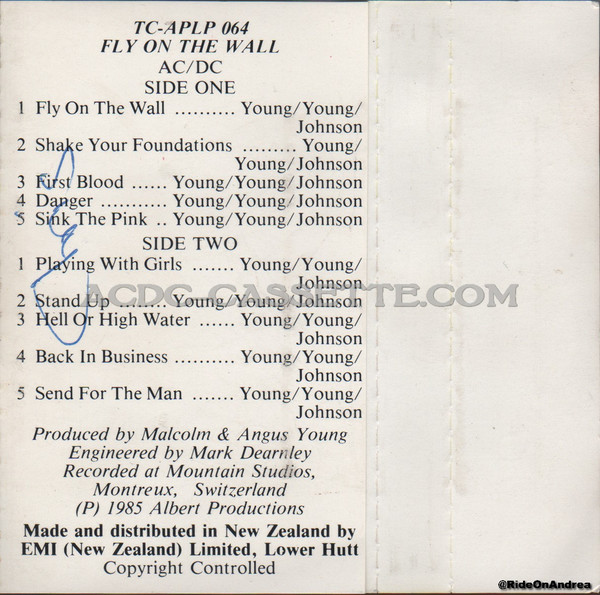 TC-APLP 064
FLY ON THE WALL
AC/DC
SIDE ONE
1 Fly On The Wall .......... Young/Young/
Johnson
2 Shake Your Foundations ......... Young/
Young/Johnson
3 First Blood ...... Young/Young/Johnson
4 Danger ........... Young/Young/Johnson
5 Sink The Pink .. Young/Young/Johnson
SIDE TWO
1 Playing With Girls ....... Young/Young/
Johnson
2 Stand Up ........ Young/Young/Johnson
3 Hell Or High Water ...... Young/Young/
Johnson
4 Back In Business .......... Young/Young/
Johnson
5 Send For The Man ....... Young/Young/
Johnson
ACDC-CASSETTE.COM
Produced by Malcolm & Angus Young
Engineered by Mark Dearnley
Recorded at Mountain Studios,
Montreux, Switzerland
(P) 1985 Albert Productions
Made and distributed in New Zealand by
EMI (New Zealand) Limited, Lower Hutt
Copyright Controlled
@RideOnAndrea